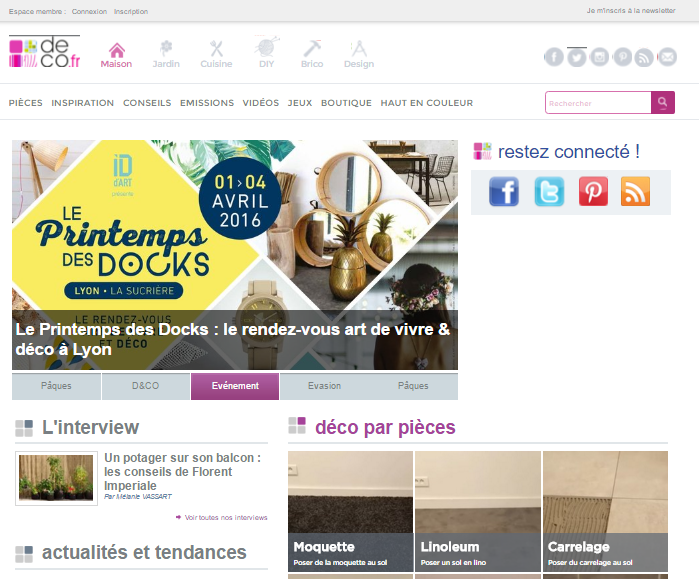 Espace membre : Connexion Inscription
Je m'inscris à la newsletter
deco.fr
Maison Jardin Cuisine DIY Brico Design
PIÈCES INSPIRATION CONSEILS EMISSIONS VIDÉOS JEUX BOUTIQUE HAUT EN COULEUR
Rechercher
iD d'ART
présente
01 > 04
AVRIL
2016
LE
Printemps
DES DOCKS
LYON • LA SUCRIÈRE
LE RENDEZ-VOUS
ET DÉCO
Le Printemps des Docks : le rendez-vous art de vivre &
déco à Lyon
Pâques D&CO Evénement Evasion Pâques
restez connecté !
L'interview
Un potager sur son balcon :
les conseils de Florent
Imperiale
Par Mélanie VASSART
Voir toutes nos interviews
actualités et tendances
déco par pièces
Moquette
Poser de la moquette au sol
Linoleum
Poser un sol en lino
Carrelage
Poser du carrelage au sol